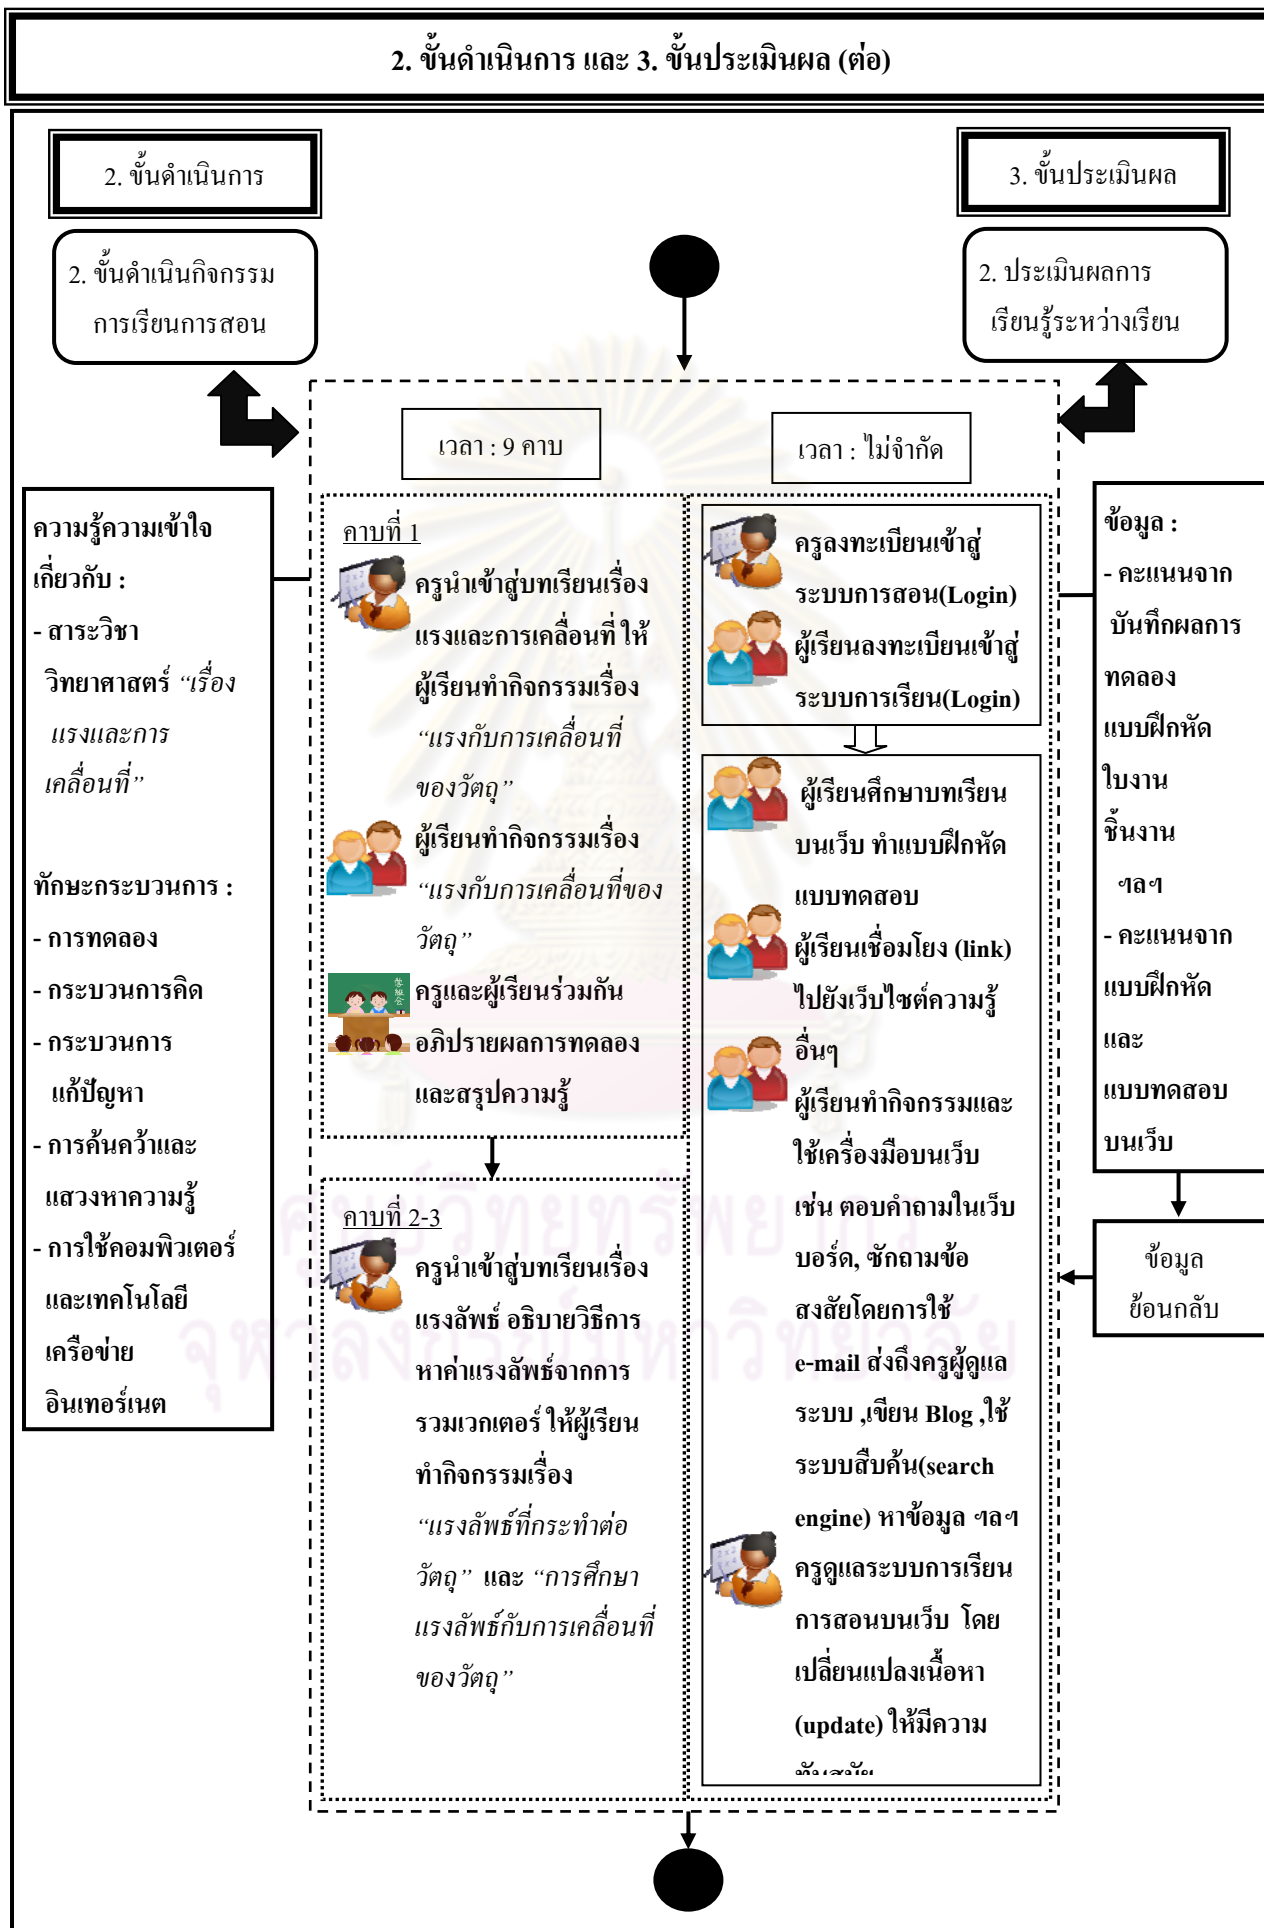 2. ขั้นดำเนินการ และ 3. ขั้นประเมินผล (ต่อ)
2. ขั้นดำเนินการ
3. ขั้นประเมินผล
2. ขั้นดำเนินกิจกรรม
การเรียนการสอน
2. ประเมินผลการ
เรียนรู้ระหว่างเรียน
เวลา : 9 คาบ
เวลา : ไม่จำกัด
ความรู้ความเข้าใจ
เกี่ยวกับ :
- สาระวิชา
วิทยาศาสตร์ “เรื่อง
แรงและการ
เคลื่อนที่”
ทักษะกระบวนการ :
- การทดลอง
- กระบวนการคิด
- กระบวนการ
แก้ปัญหา
- การค้นคว้าและ
แสวงหาความรู้
- การใช้คอมพิวเตอร์
และเทคโนโลยี
เครือข่าย
อินเทอร์เนต
คาบที่ 1
ครูนำเข้าสู่บทเรียนเรื่อง
แรงและการเคลื่อนที่ ให้
ผู้เรียนทำกิจกรรมเรื่อง
“แรงกับการเคลื่อนที่
ของวัตถุ”
ผู้เรียนทำกิจกรรมเรื่อง
“แรงกับการเคลื่อนที่ของ
วัตถุ”
ครูและผู้เรียนร่วมกัน
อภิปรายผลการทดลอง
และสรุปความรู้
คาบที่ 2-3
ครูนำเข้าสู่บทเรียนเรื่อง
แรงลัพธ์ อธิบายวิธีการ
หาค่าแรงลัพธ์จากการ
รวมเวกเตอร์ ให้ผู้เรียน
ทำกิจกรรมเรื่อง
“แรงลัพธ์ที่กระทำต่อ
วัตถุ” และ “การศึกษา
แรงลัพธ์กับการเคลื่อนที่
ของวัตถุ”
ครูลงทะเบียนเข้าสู่
ระบบการสอน(Login)
ผู้เรียนลงทะเบียนเข้าสู่
ระบบการเรียน(Login)
ผู้เรียนศึกษาบทเรียน
บนเว็บ ทำแบบฝึกหัด
แบบทดสอบ
ผู้เรียนเชื่อมโยง (link)
ไปยังเว็บไซต์ความรู้
อื่นๆ
ผู้เรียนทำกิจกรรมและ
ใช้เครื่องมือบนเว็บ
เช่น ตอบคำถามในเว็บ
บอร์ด, ซักถามข้อ
สงสัยโดยการใช้
e-mail ส่งถึงครูผู้ดูแล
ระบบ ,เขียน Blog ,ใช้
ระบบสืบค้น(search
engine) หาข้อมูล ฯลฯ
ครูดูแลระบบการเรียน
การสอนบนเว็บ โดย
เปลี่ยนแปลงเนื้อหา
(update) ให้มีความ
ทันสมัย
ข้อมูล :
- คะแนนจาก
บันทึกผลการ
ทดลอง
แบบฝึกหัด
ใบงาน
ชิ้นงาน
ฯลฯ
- คะแนนจาก
แบบฝึกหัด
และ
แบบทดสอบ
บนเว็บ
ข้อมูล
ย้อนกลับ
ศูนย์วิทยทรัพยากร
จุฬาลงกรณ์มหาวิทยาลัย